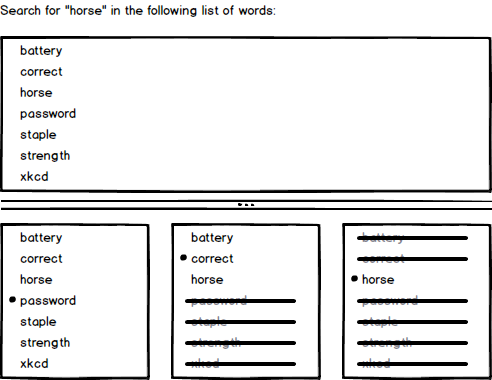 Search for "horse" in the following list of words:
battery
correct
horse
password
staple
strength
xkcd
battery
correct
horse
password
staple
strength
xkcd
battery
correct
horse
password
staple
strength
xkcd
battery
correct
horse
password
staple
strength
xkcd